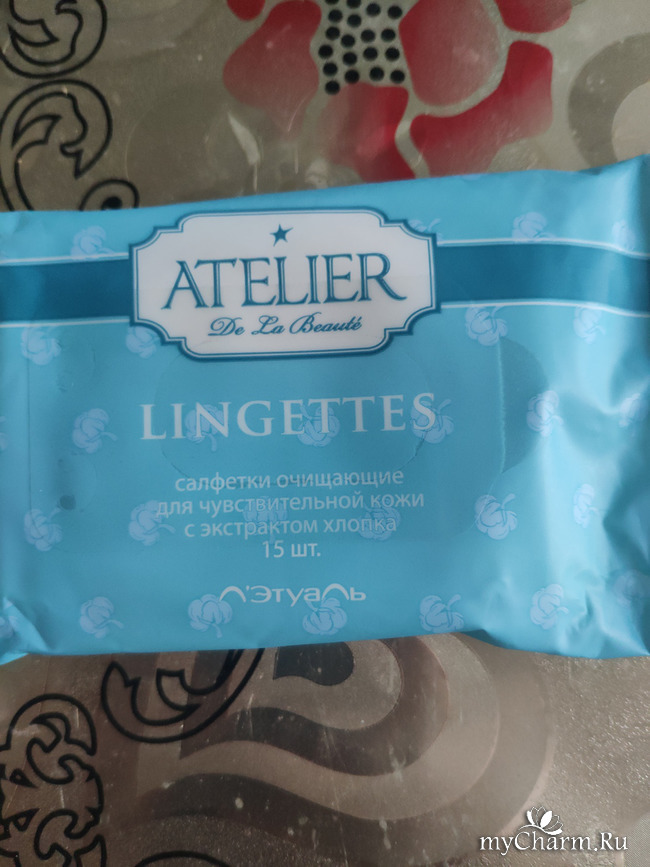 ATELIER
De La Beauté
LINGETTES
салфетки очищающие
для чувствительной кожи
с экстрактом хлопка
15 шт.
Л'Этуаль
myCharm.Ru